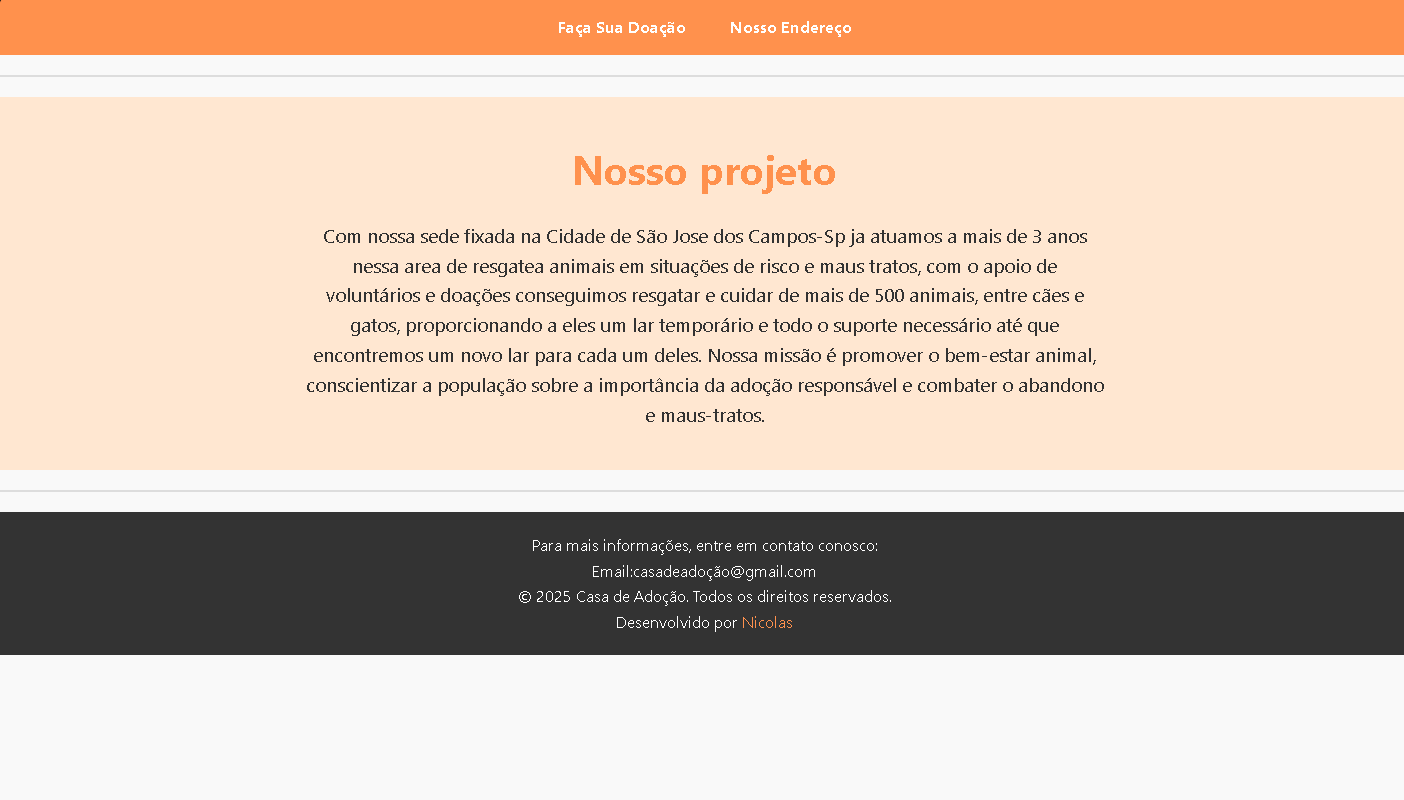 Faça Sua Doação Nosso Endereço
Nosso projeto
Com nossa sede fixada na Cidade de São Jose dos Campos-Sp ja atuamos a mais de 3 anos
nessa area de resgatea animais em situações de risco e maus tratos, com o apoio de
voluntários e doações conseguimos resgatar e cuidar de mais de 500 animais, entre cães e
gatos, proporcionando a eles um lar temporário e todo o suporte necessário até que
encontremos um novo lar para cada um deles. Nossa missão é promover o bem-estar animal,
conscientizar a população sobre a importância da adoção responsável e combater o abandono
e maus-tratos.
Para mais informações, entre em contato conosco:
Email:casadeadoção@gmail.com
© 2025 Casa de Adoção. Todos os direitos reservados.
Desenvolvido por Nicolas